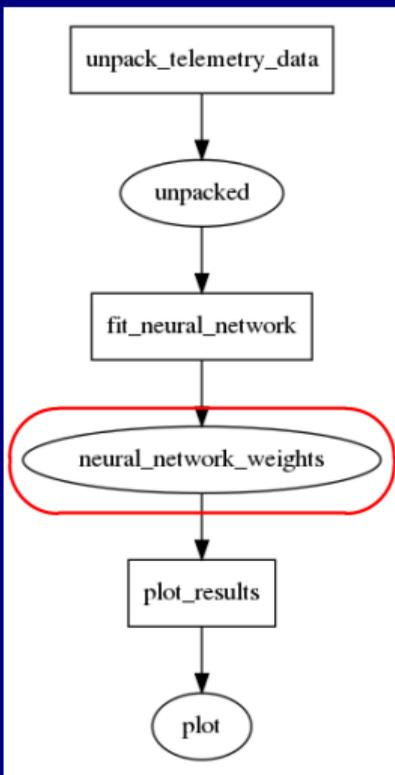 unpack_telemetry_data
unpacked
fit_neural_network
neural_network_weights
plot_results
plot